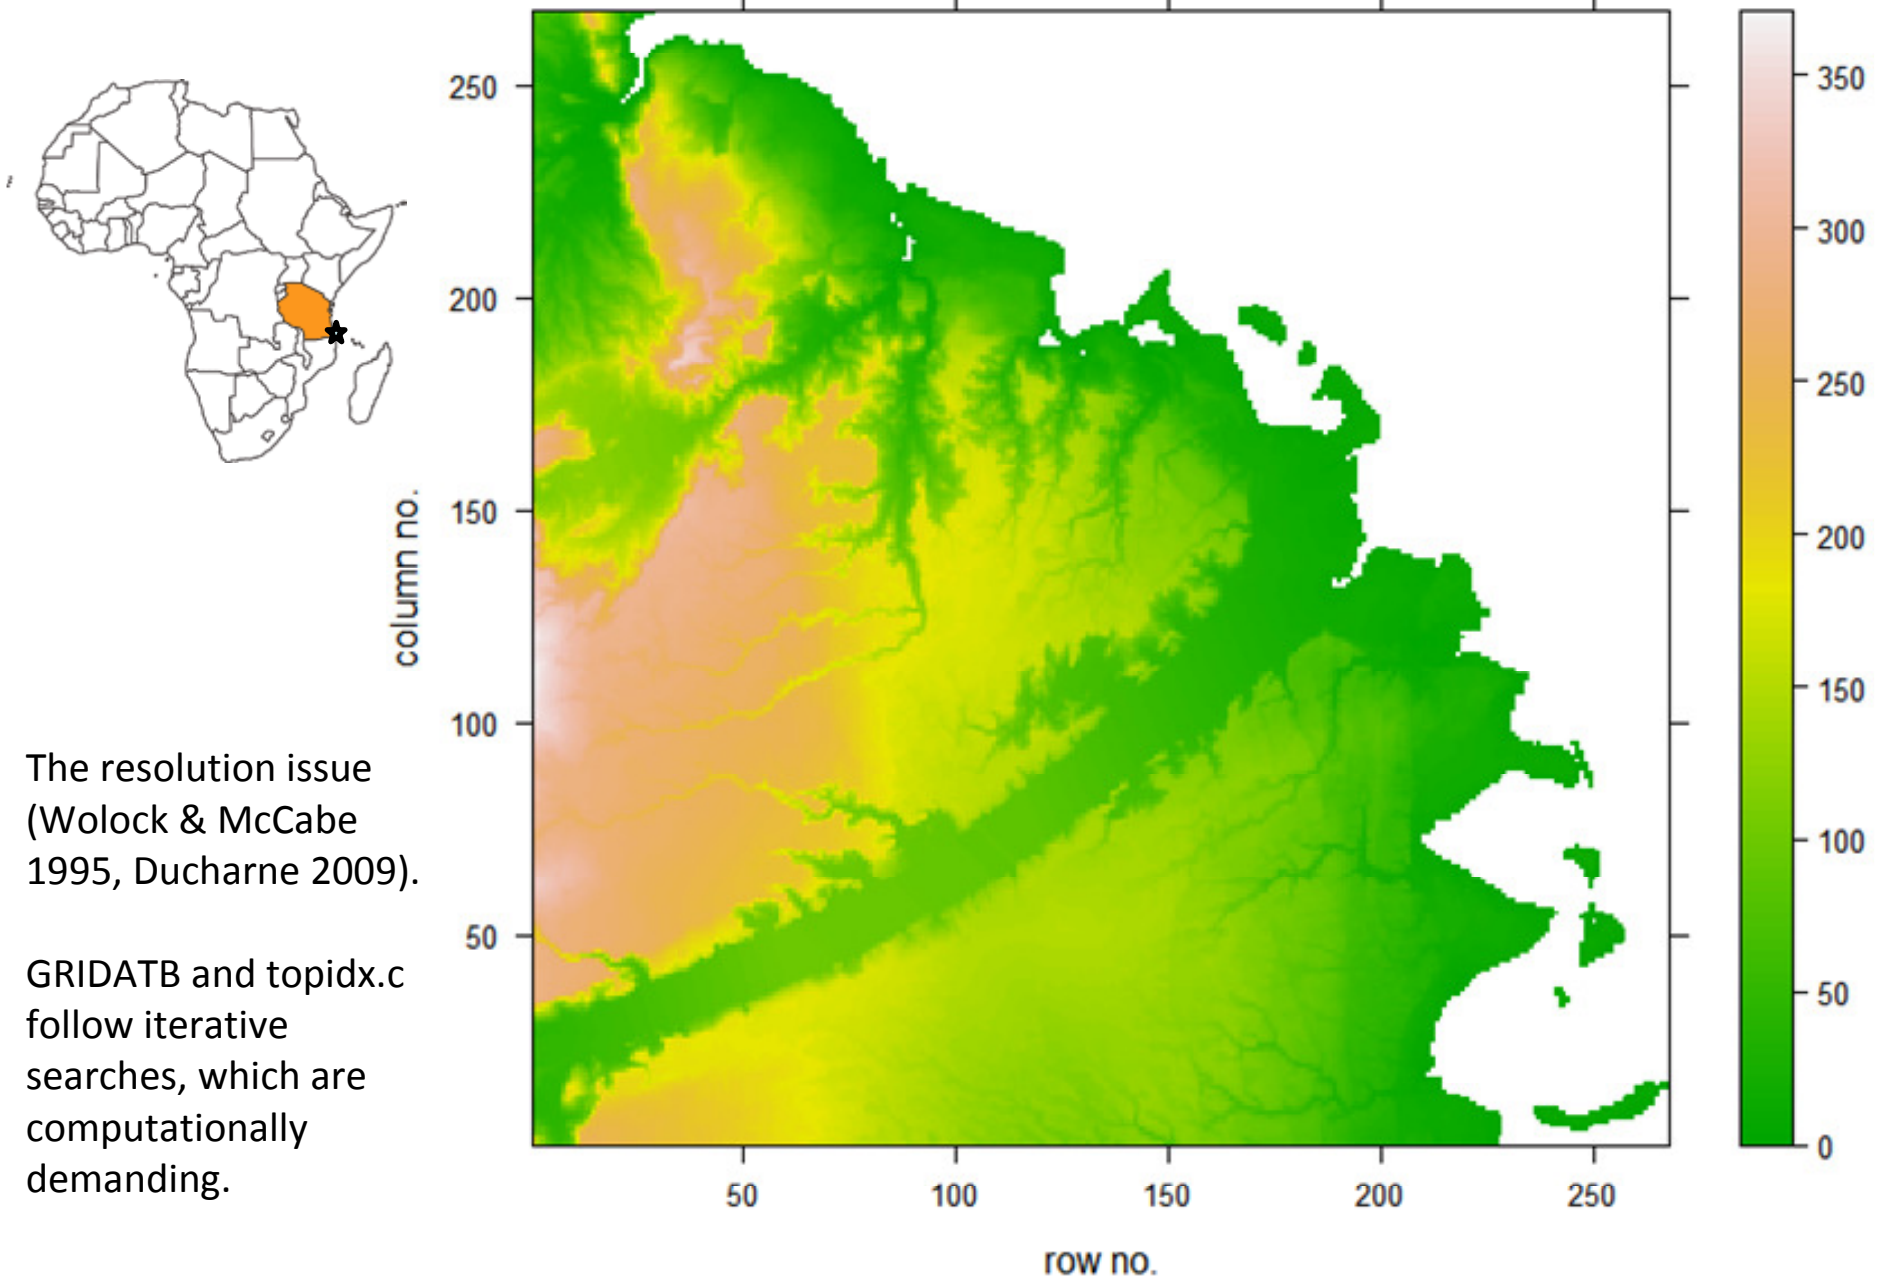 The resolution issue
(Wolock & McCabe
1995, Ducharne 2009).
GRIDATB and topidx.c
follow iterative
searches, which are
computationally
demanding.
column no.
250
200
150
100
50
50
100
150
200
250
row no.
350
300
250
200
150
100
50
0